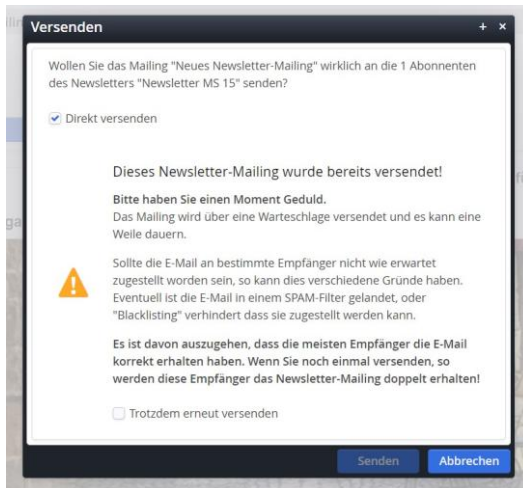 Versenden
+ ×
Wollen Sie das Mailing "Neues Newsletter-Mailing" wirklich an die 1 Abonnenten
des Newsletters "Newsletter MS 15" senden?
Direkt versenden
Dieses Newsletter-Mailing wurde bereits versendet!
Bitte haben Sie einen Moment Geduld.
Das Mailing wird über eine Warteschlage versendet und es kann eine
Weile dauern.
Sollte die E-Mail an bestimmte Empfänger nicht wie erwartet
zugestellt worden sein, so kann dies verschiedene Gründe haben.
Eventuell ist die E-Mail in einem SPAM-Filter gelandet, oder
"Blacklisting" verhindert dass sie zugestellt werden kann.
Es ist davon auszugehen, dass die meisten Empfänger die E-Mail
korrekt erhalten haben. Wenn Sie noch einmal versenden, so
werden diese Empfänger das Newsletter-Mailing doppelt erhalten!
Trotzdem erneut versenden
Senden Abbrechen